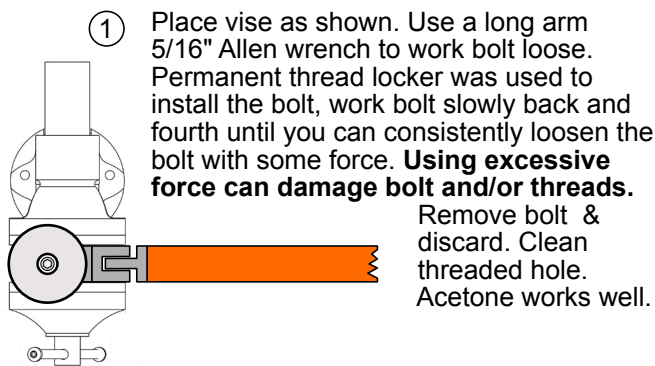 1 Place vise as shown. Use a long arm
5/16" Allen wrench to work bolt loose.
Permanent thread locker was used to
install the bolt, work bolt slowly back and
fourth until you can consistently loosen the
bolt with some force. Using excessive
force can damage bolt and/or threads.
Remove bolt &
discard. Clean
threaded hole.
Acetone works well.